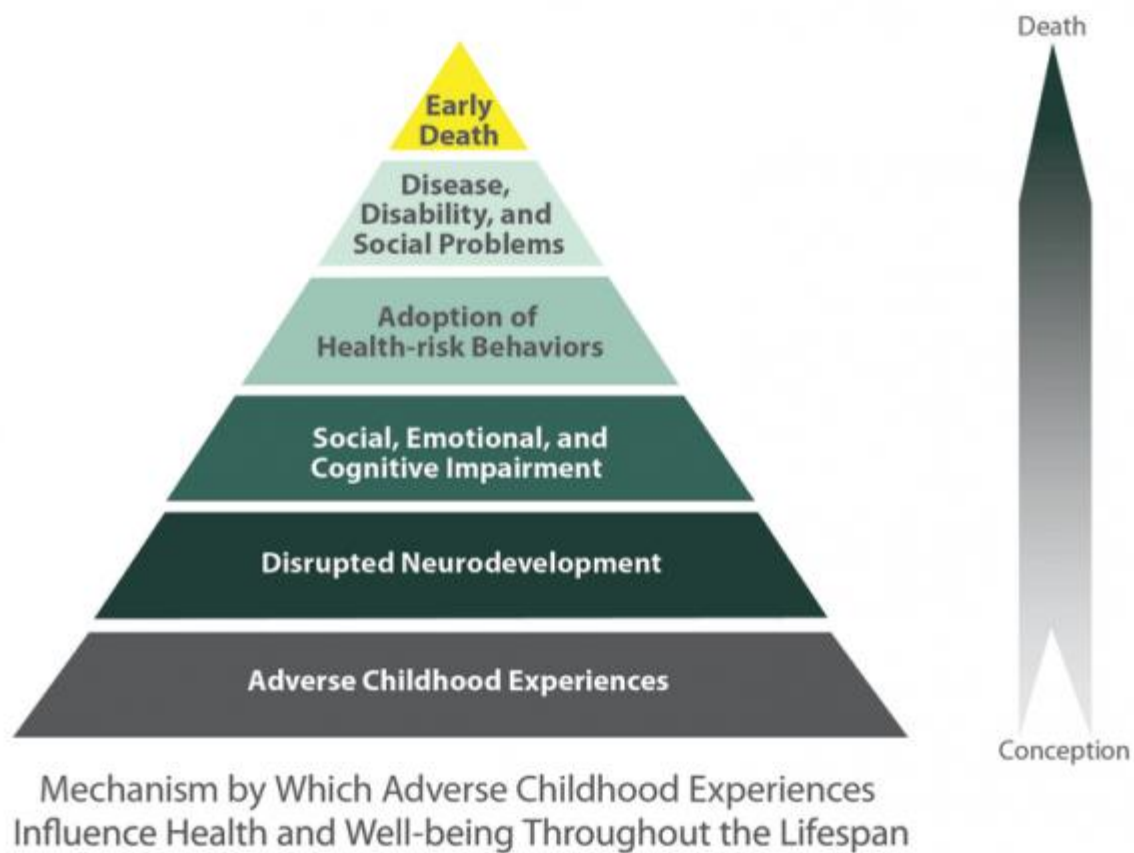 Death
Early
Death
Disease,
Disability, and
Social Problems
Adoption of
Health-risk Behaviors
Social, Emotional, and
Cognitive Impairment
Disrupted Neurodevelopment
Adverse Childhood Experiences
Conception
Mechanism by Which Adverse Childhood Experiences
Influence Health and Well-being Throughout the Lifespan